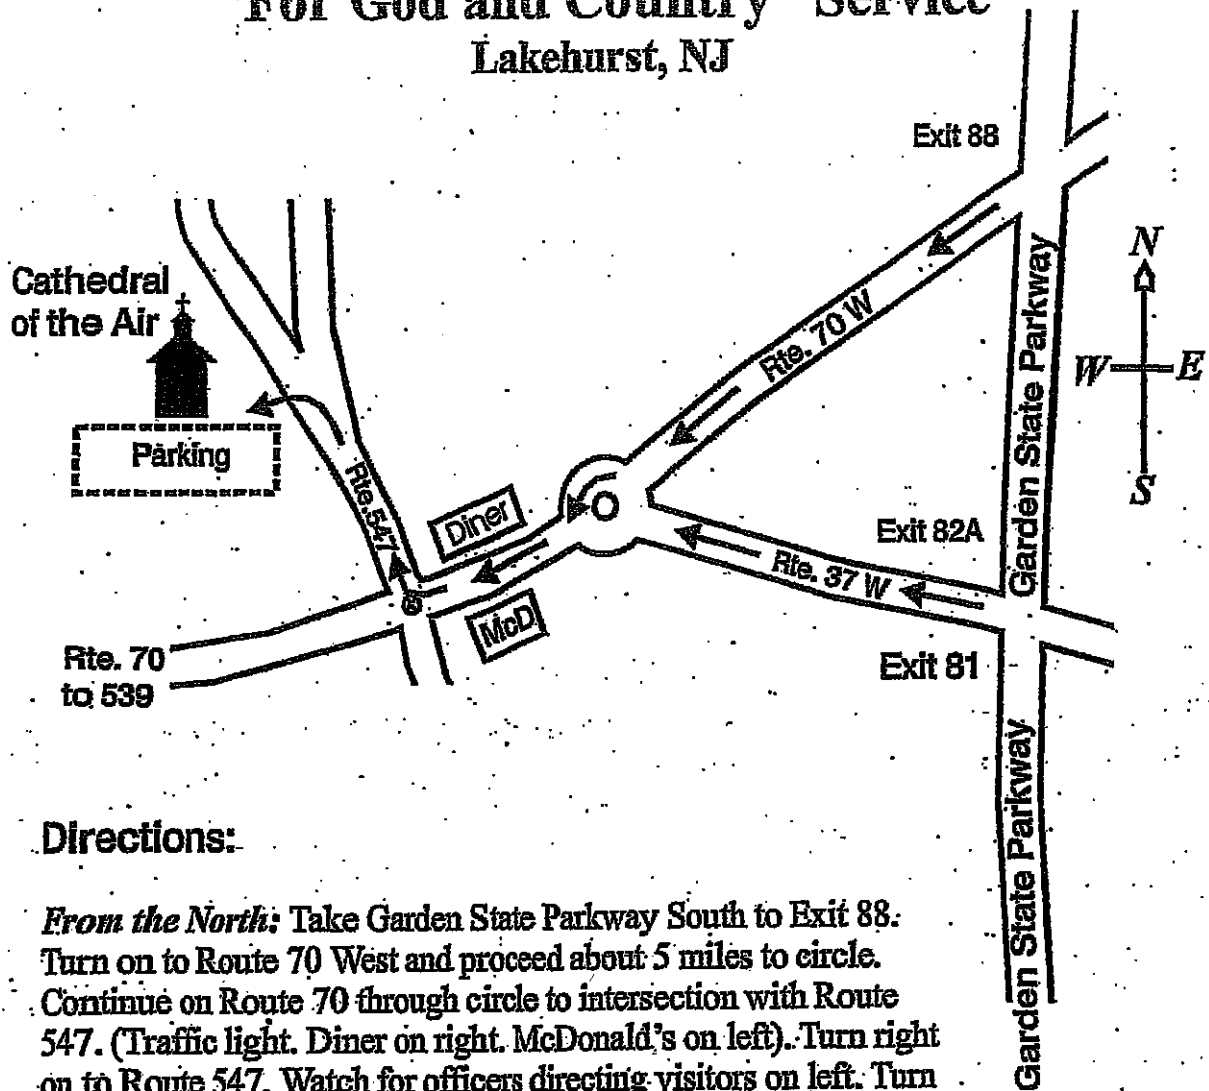 For God and Country" Service
Lakehurst, NJ
Exit 88
N
W E
S
Cathedral
of the Air
Parking
Rte. 70 W
Garden State Parkway
Rte. 547
Diner
McD
Exit 82A
Rte. 37 W
Exit 81
Rte. 70
to 539
Garden State Parkway
Garden State Parkway
Directions:
From the North: Take Garden State Parkway South to Exit 88.
Turn on to Route 70 West and proceed about 5 miles to circle.
Continue on Route 70 through circle to intersection with Route
547. (Traffic light. Diner on right. McDonald's on left). Turn right
on to Route 547. Watch for officers directing visitors on left. Turn